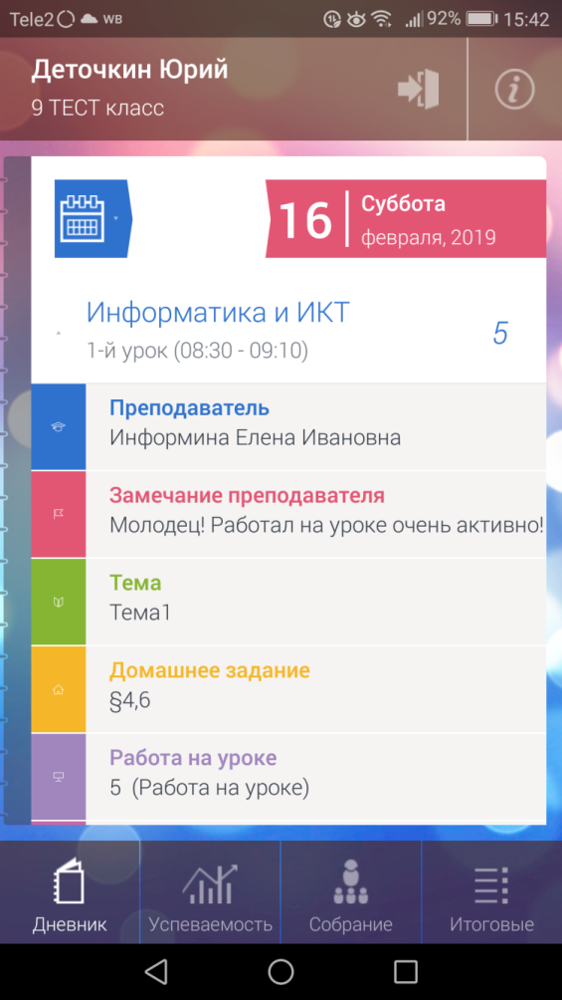 Tele2 WB 92% 15:42
Деточкин Юрий
9 ТЕСТ класс
16 Суббота
февраля, 2019
Информатика и ИКТ
5
1-й урок (08:30 - 09:10)
Преподаватель
Информина Елена Ивановна
Замечание преподавателя
Молодец! Работал на уроке очень активно!
Тема
Тема1
Домашнее задание
§4,6
Работа на уроке
5 (Работа на уроке)
Дневник Успеваемость Собрание Итоговые